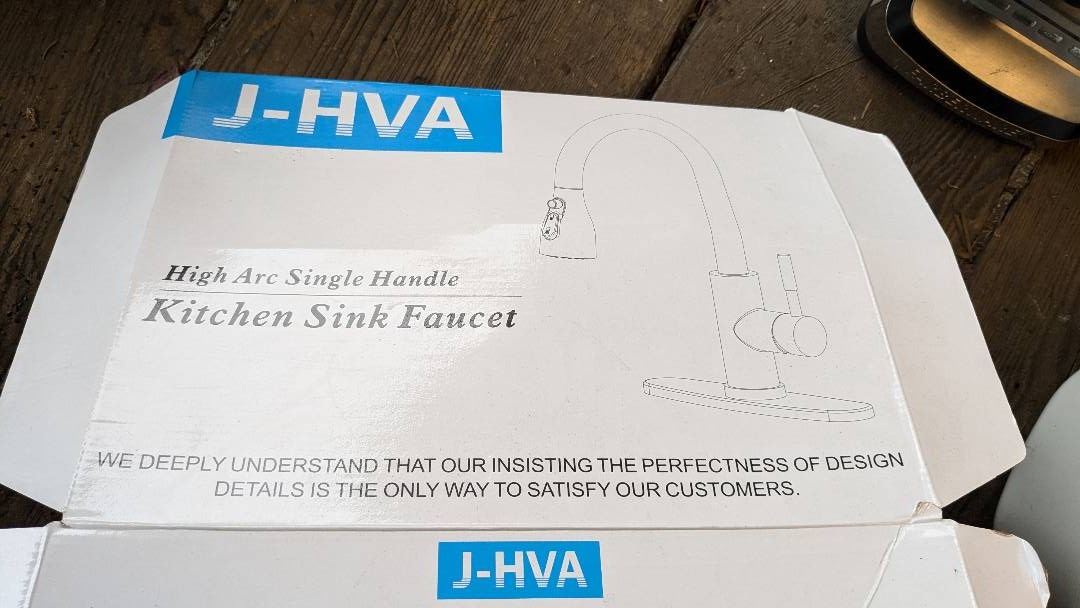 J-HVA
High Arc Single Handle
Kitchen Sink Faucet
WE DEEPLY UNDERSTAND THAT OUR INSISTING THE PERFECTNESS OF DESIGN
DETAILS IS THE ONLY WAY TO SATISFY OUR CUSTOMERS.
J-HVA